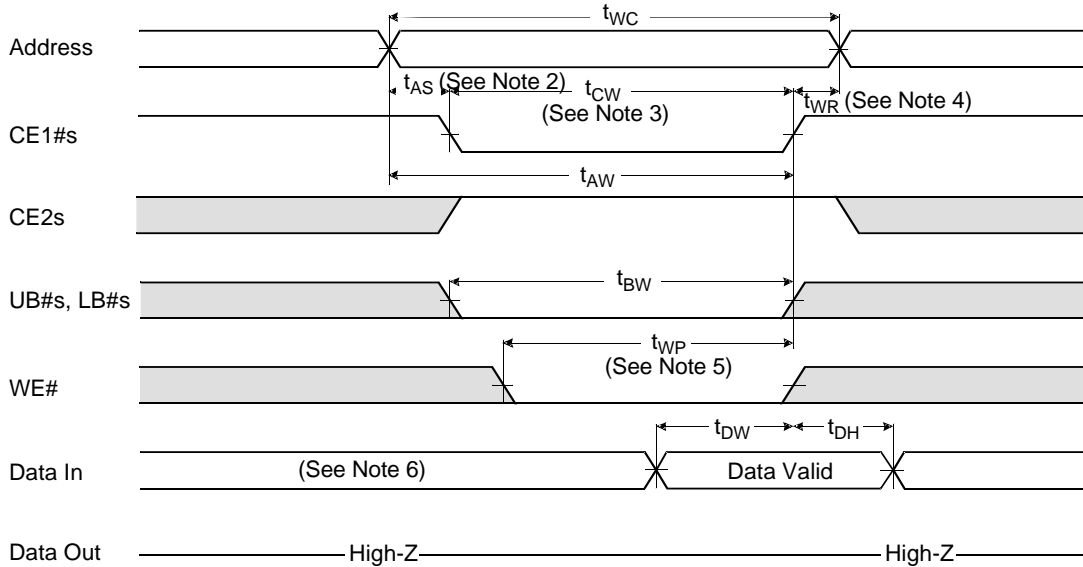 tWC
Address
tAS (See Note 2)
tCW
(See Note 3)
tWR (See Note 4)
CE1#s
tAW
CE2s
tBW
UB#s, LB#s
tWP
(See Note 5)
WE#
tDW
tDH
Data In
(See Note 6)
Data Valid
Data Out
High-Z
High-Z